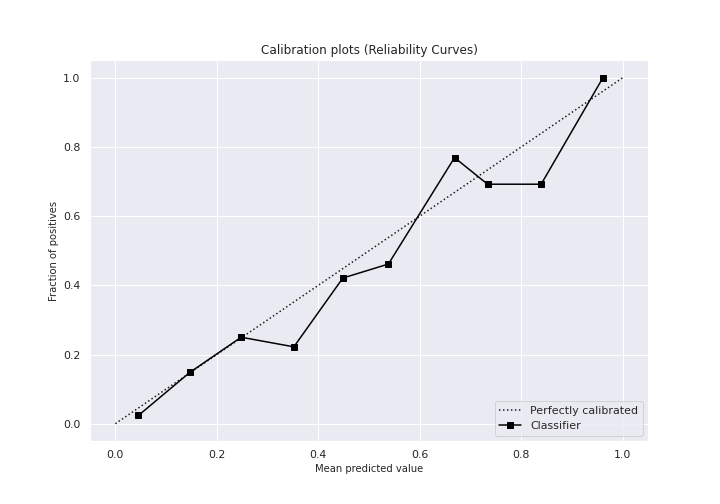 Calibration plots (Reliability Curves)
Fraction of positives
1.0
0.8
0.6
0.4
0.2
0.0
0.0 0.2 0.4 0.6 0.8 1.0
Mean predicted value
Perfectly calibrated
Classifier